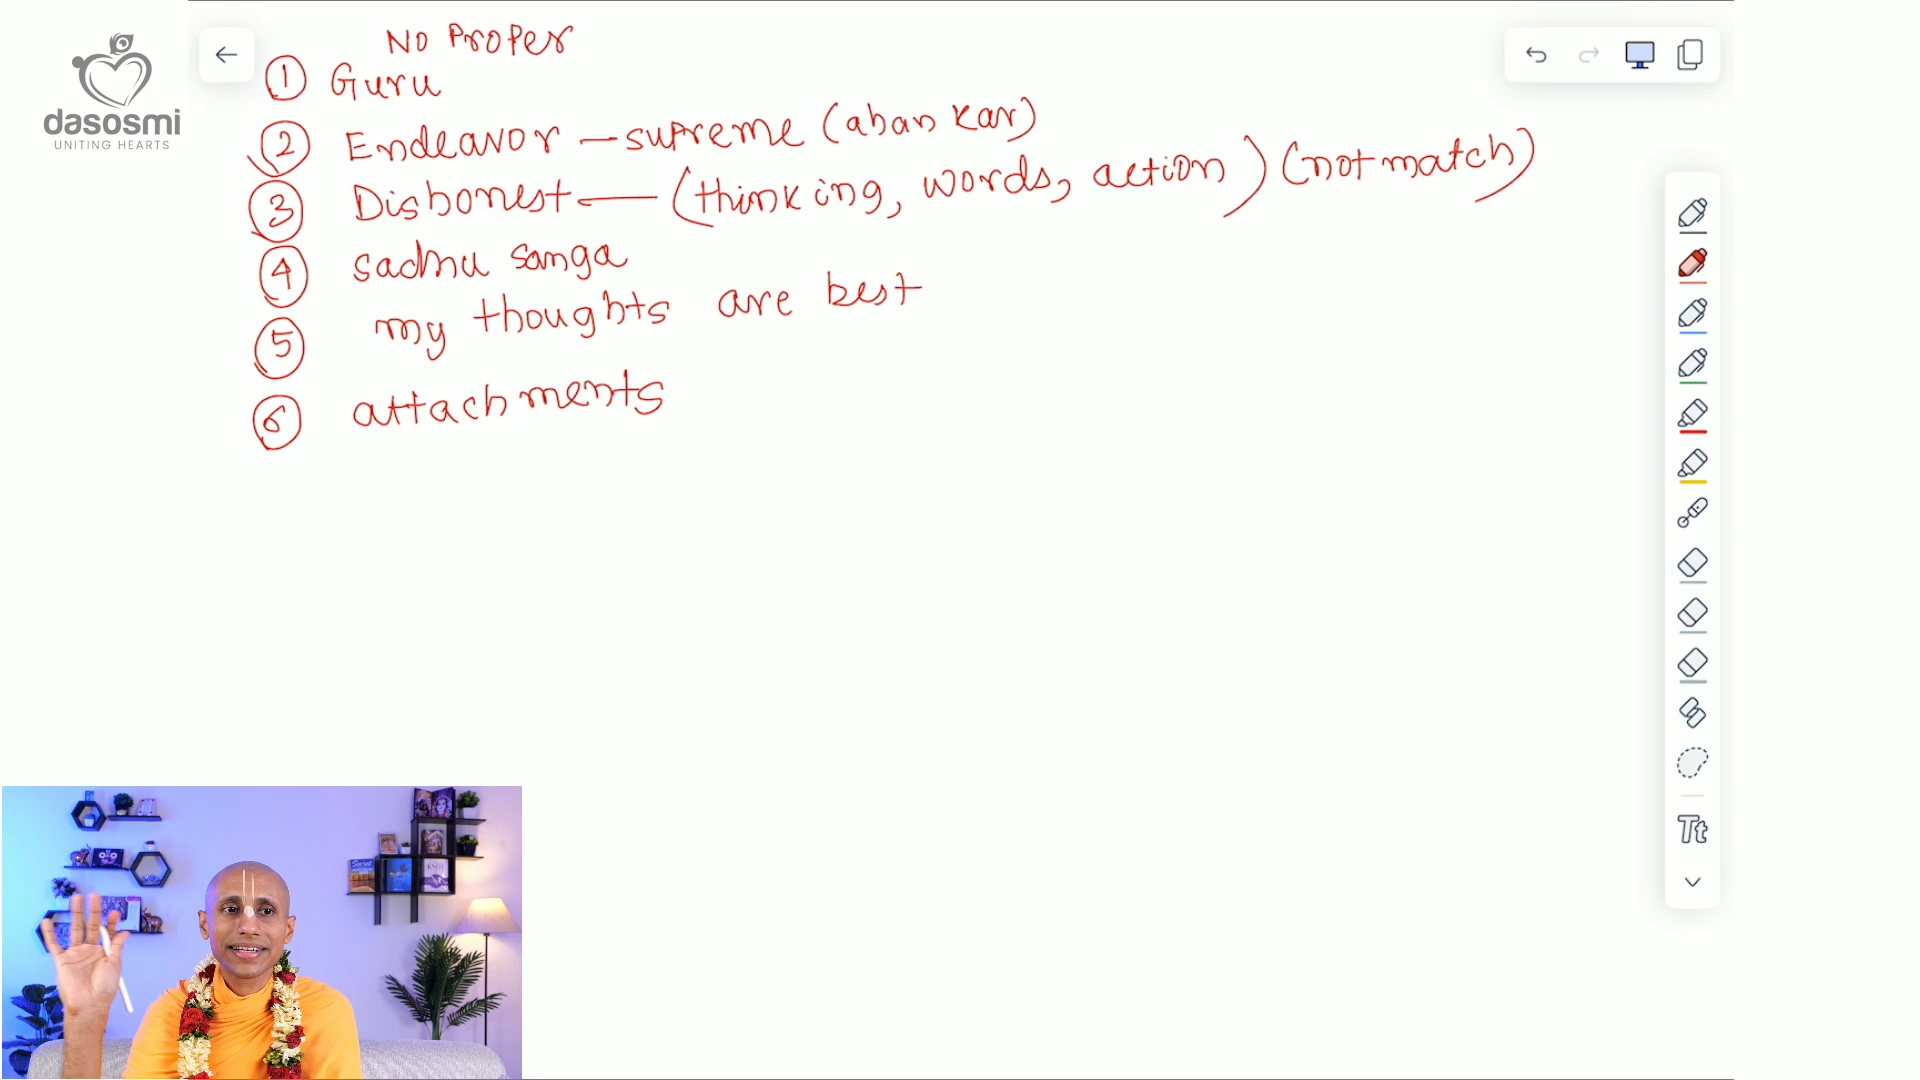 dasosmi
UNITING HEARTS
No Proper
1 Guru
2 Endeavor — supreme (ahankar)
3 Dishonest — (thinking, words, action) (not match)
4 sadhu sanga
5 my thoughts are best
6 attachments
Tt